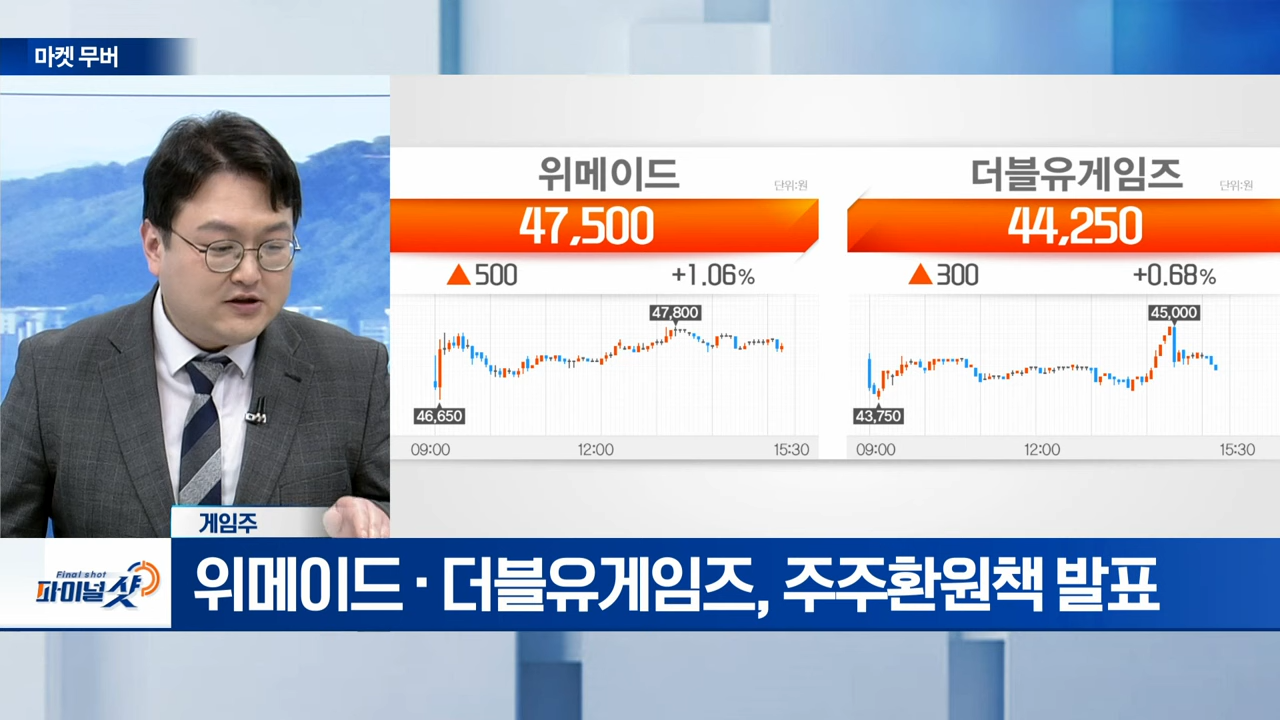 마켓 무버
위메이드
단위:원
47,500
▲500 +1.06%
47,800
46,650
09:00 12:00 15:30
더블유게임즈
단위:원
44,250
▲300 +0.68%
45,000
43,750
09:00 12:00 15:30
게임주
Final shot
파이널샷
위메이드·더블유게임즈, 주주환원책 발표